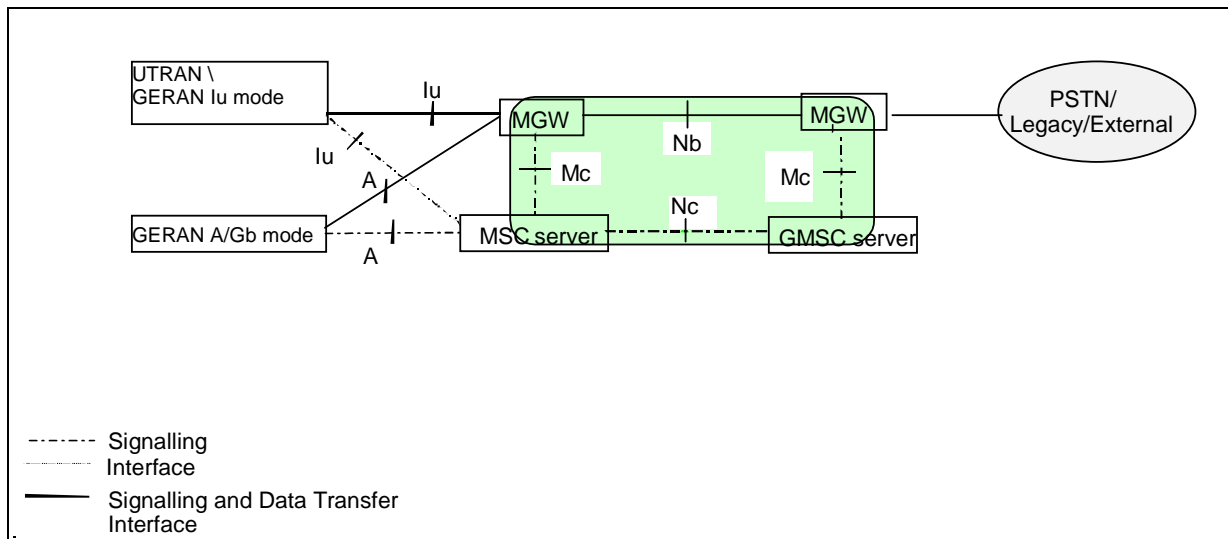 UTRAN \
GERAN Iu mode
Iu
MGW
MGW
PSTN/
Legacy/External
Nb
Iu
Mc
Mc
A
Nc
GERAN A/Gb mode
MSC server
GMSC server
A
Signalling
Interface
Signalling and Data Transfer
Interface